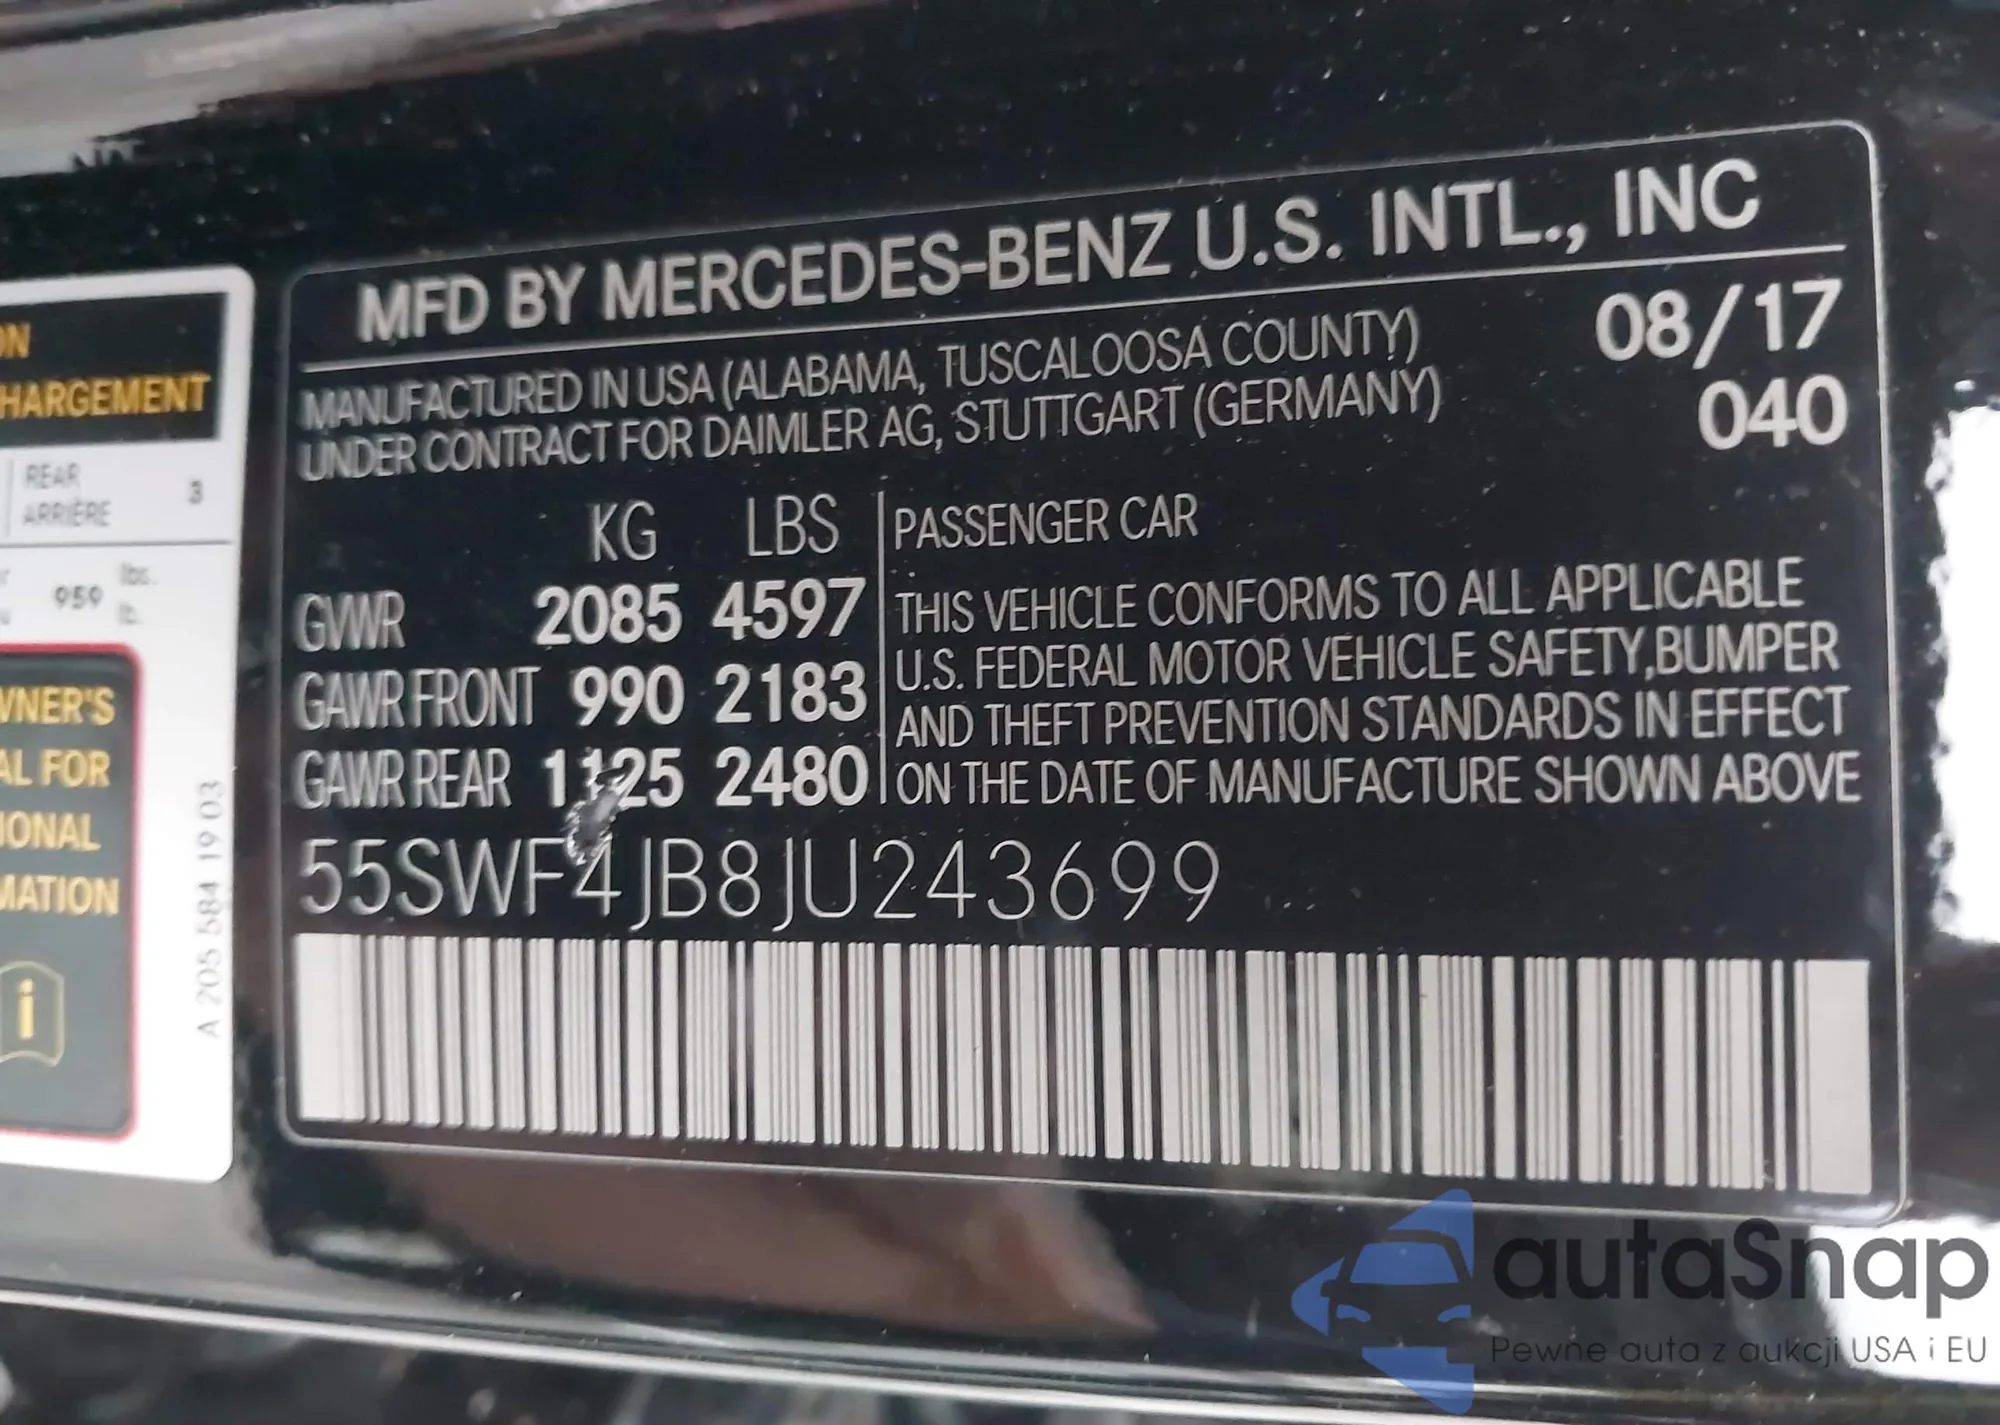 MFD BY MERCEDES-BENZ U.S. INTL., INC
MANUFACTURED IN USA (ALABAMA, TUSCALOOSA COUNTY) 08/17
UNDER CONTRACT FOR DAIMLER AG, STUTTGART (GERMANY) 040
KG LBS PASSENGER CAR
GVWR 2085 4597 THIS VEHICLE CONFORMS TO ALL APPLICABLE
U.S. FEDERAL MOTOR VEHICLE SAFETY,BUMPER
GAWR FRONT 990 2183 AND THEFT PREVENTION STANDARDS IN EFFECT
GAWR REAR 1125 2480 ON THE DATE OF MANUFACTURE SHOWN ABOVE
55SWF4JB8JU243699
ON
HARGEMENT
REAR 3
ARRIÈRE
959 lbs.
lb.
WNER'S
AL FOR
IONAL
MATION
i
A 205 584 19 03
autaSnap
Pewne auta z aukcji USA i EU